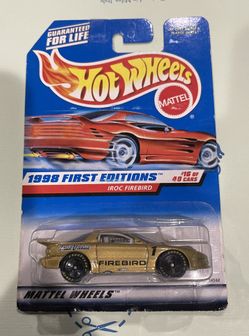 GUARANTEED
FOR LIFE
Hot Wheels
MATTEL
1998 FIRST EDITIONS
IROC FIREBIRD
#16 of
40 CARS
FIREBIRD
MATTEL WHEELS